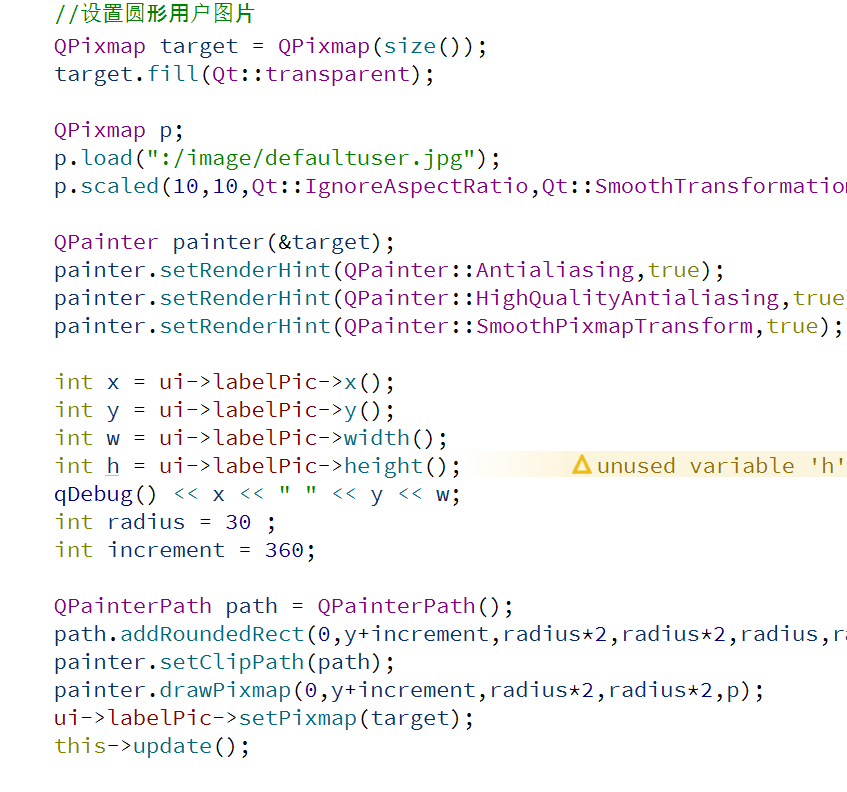 //设置圆形用户图片
QPixmap target = QPixmap(size());
target.fill(Qt::transparent);
QPixmap p;
p.load(":/image/defaultuser.jpg");
p.scaled(10,10,Qt::IgnoreAspectRatio,Qt::SmoothTransformation
QPainter painter(&target);
painter.setRenderHint(QPainter::Antialiasing,true);
painter.setRenderHint(QPainter::HighQualityAntialiasing,true)
painter.setRenderHint(QPainter::SmoothPixmapTransform,true);
int x = ui->labelPic->x();
int y = ui->labelPic->y();
int w = ui->labelPic->width();
int h = ui->labelPic->height(); unused variable 'h'
qDebug() << x << " " << y << w;
int radius = 30 ;
int increment = 360;
QPainterPath path = QPainterPath();
path.addRoundedRect(0,y+increment,radius*2,radius*2,radius,ra
painter.setClipPath(path);
painter.drawPixmap(0,y+increment,radius*2,radius*2,p);
ui->labelPic->setPixmap(target);
this->update();